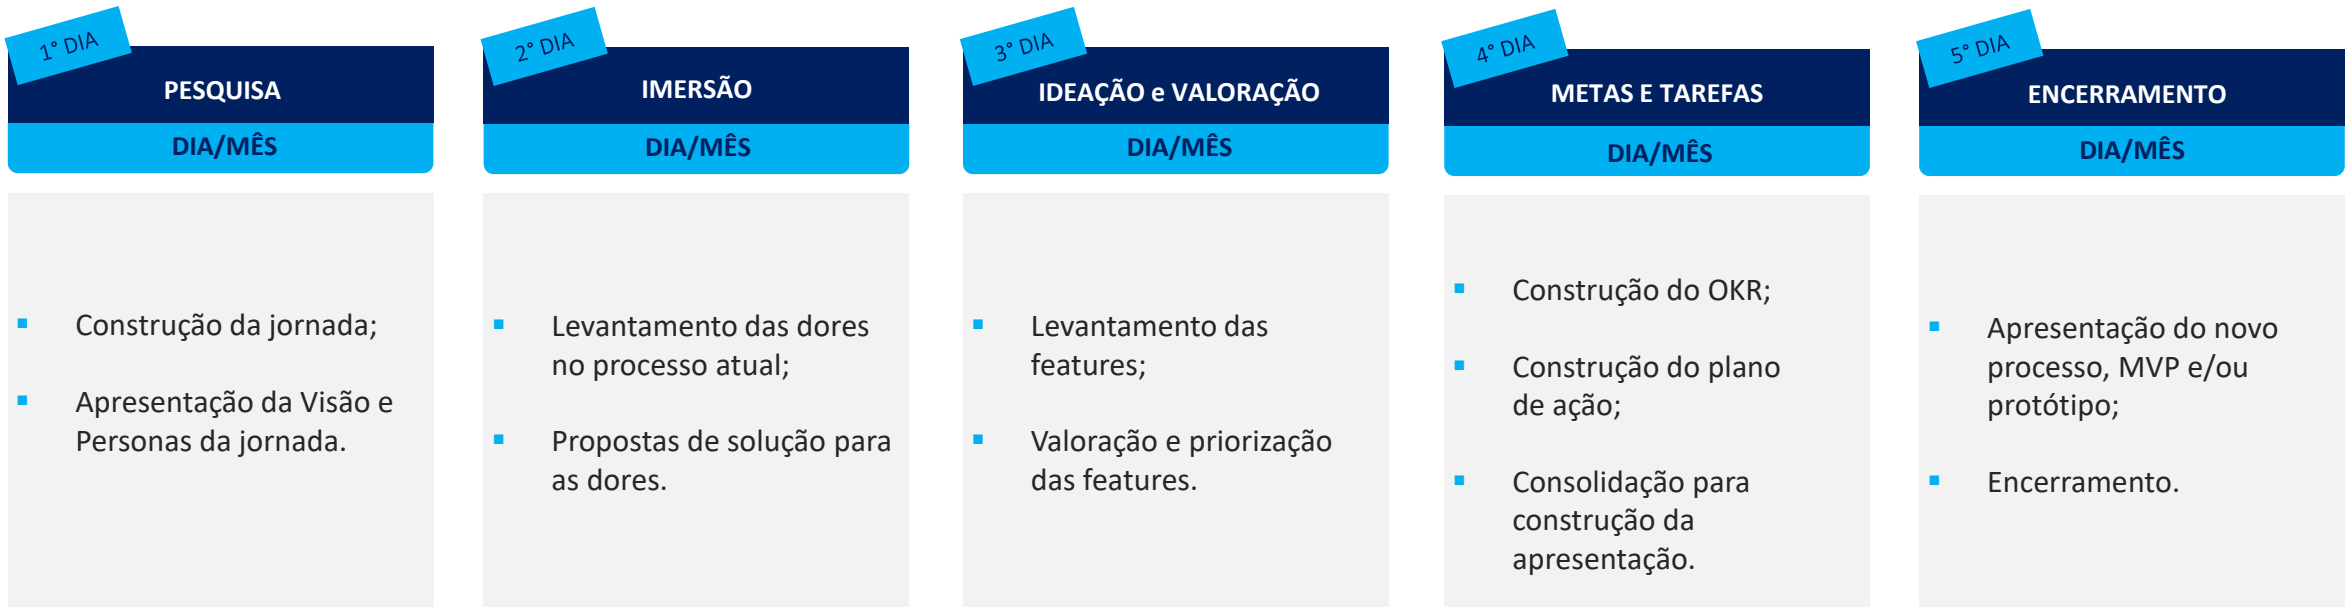 1° DIA
PESQUISA
DIA/MÊS
Construção da jornada;
Apresentação da Visão e
Personas da jornada.
2° DIA
IMERSÃO
DIA/MÊS
Levantamento das dores
no processo atual;
Propostas de solução para
as dores.
3° DIA
IDEAÇÃO e VALORAÇÃO
DIA/MÊS
Levantamento das
features;
Valoração e priorização
das features.
4° DIA
METAS E TAREFAS
DIA/MÊS
Construção do OKR;
Construção do plano
de ação;
Consolidação para
construção da
apresentação.
5° DIA
ENCERRAMENTO
DIA/MÊS
Apresentação do novo
processo, MVP e/ou
protótipo;
Encerramento.